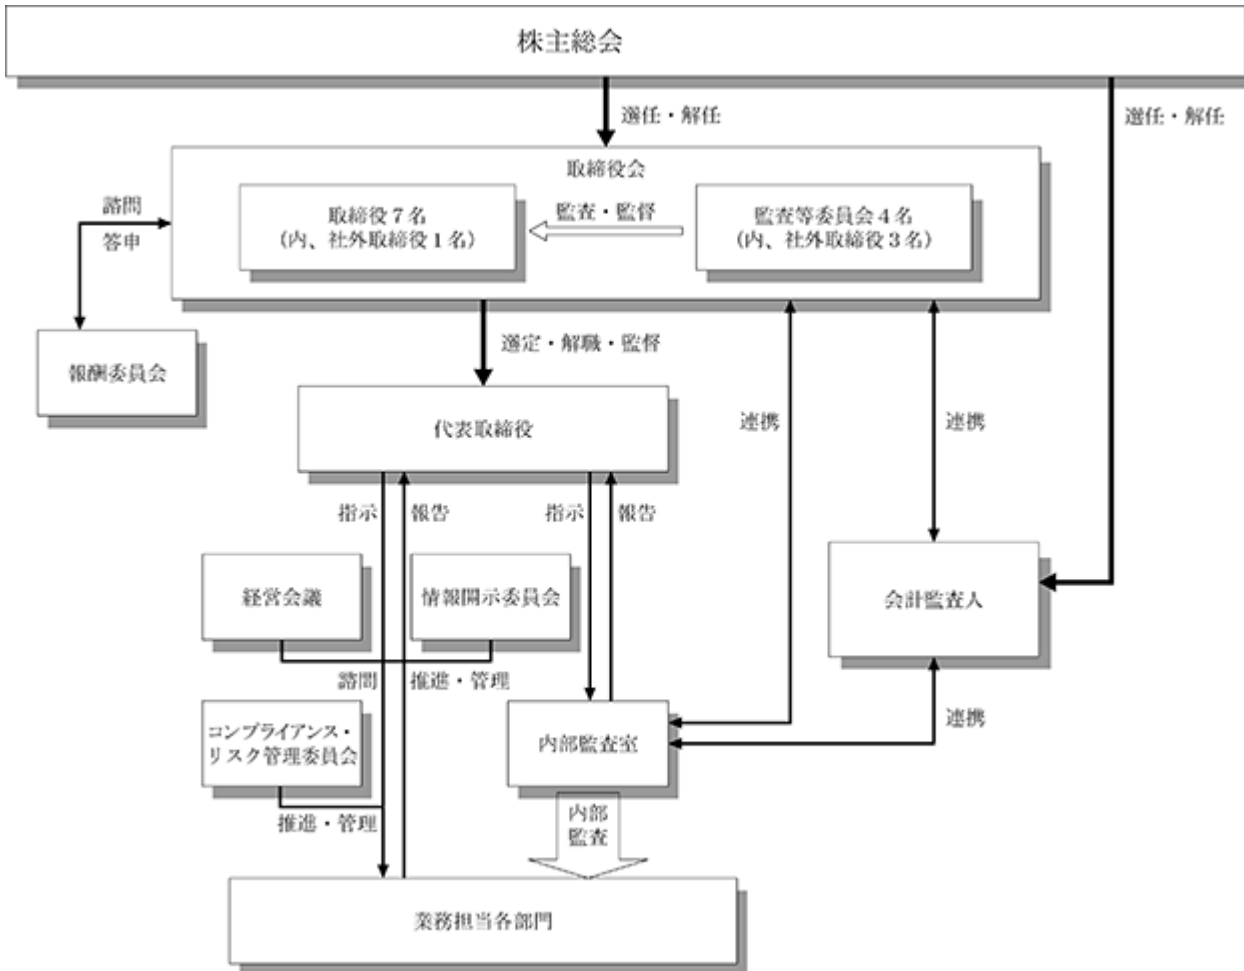 株主総会
選任・解任
選任・解任
取締役会
諮問
答申
取締役7名
（内、社外取締役1名）
監査・監督
監査等委員会4名
（内、社外取締役3名）
報酬委員会
選定・解職・監督
代表取締役
連携
連携
指示
報告
指示
報告
経営会議
情報開示委員会
会計監査人
諮問
推進・管理
コンプライアンス・
リスク管理委員会
内部監査室
連携
推進・管理
内部
監査
業務担当各部門